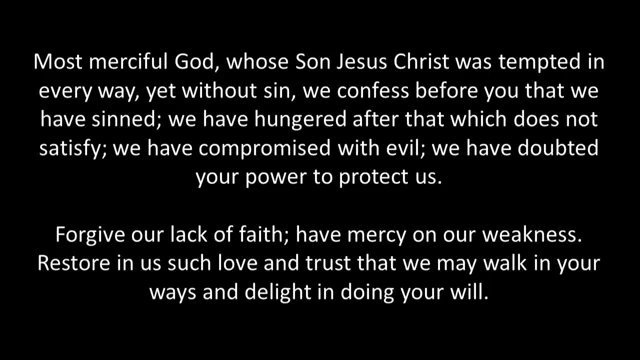 Most merciful God, whose Son Jesus Christ was tempted in
every way, yet without sin, we confess before you that we
have sinned; we have hungered after that which does not
satisfy; we have compromised with evil; we have doubted
your power to protect us.
Forgive our lack of faith; have mercy on our weakness.
Restore in us such love and trust that we may walk in your
ways and delight in doing your will.